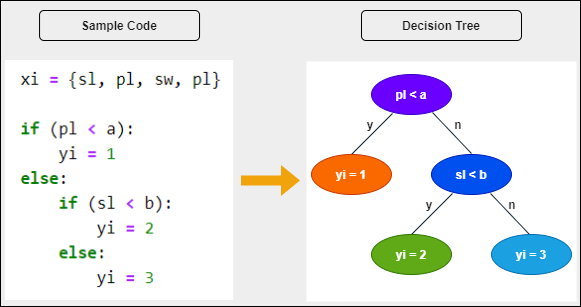 Sample Code
Decision Tree
xi = {sl, pl, sw, pl}
if (pl < a):
    yi = 1
else:
    if (sl < b):
        yi = 2
    else:
        yi = 3
pl < a
y
n
yi = 1
sl < b
y
n
yi = 2
yi = 3